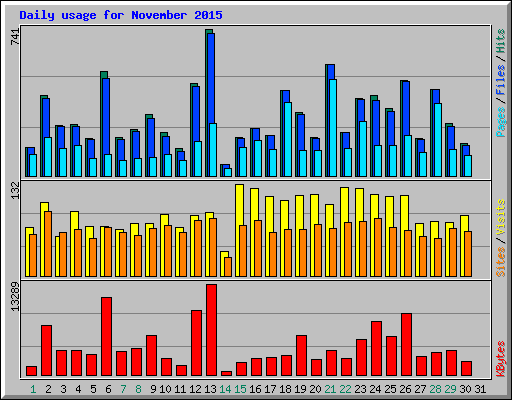 Daily usage for November 2015
741
Pages / Files / Hits
132
Sites / Visits
13289
KBytes
1 2 3 4 5 6 7 8 9 10 11 12 13 14 15 16 17 18 19 20 21 22 23 24 25 26 27 28 29 30 31